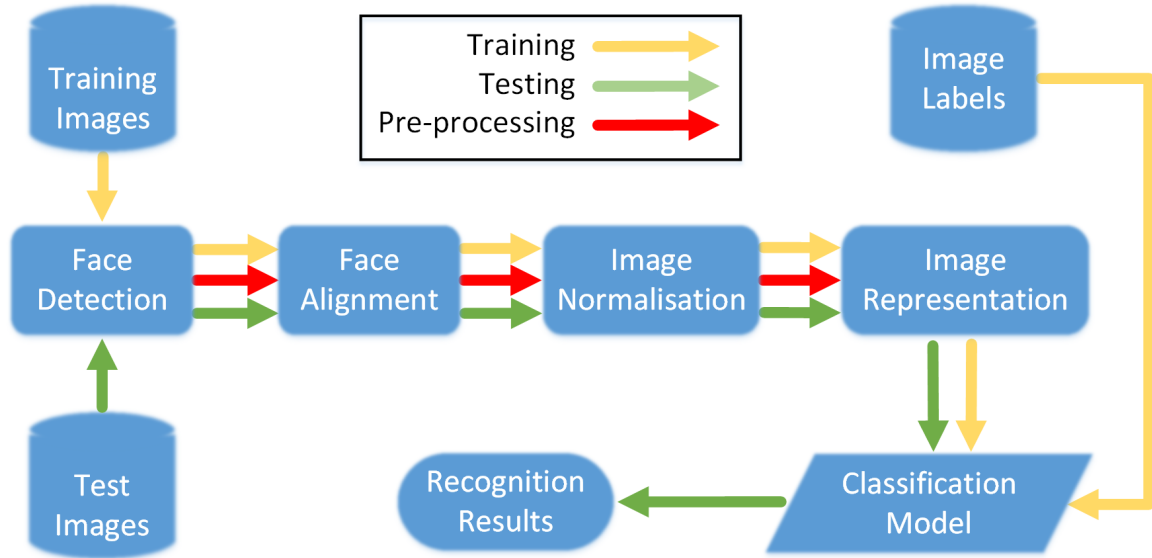 Training
Images
Training
Testing
Pre-processing
Image
Labels
Face
Detection
Face
Alignment
Image
Normalisation
Image
Representation
Test
Images
Recognition
Results
Classification
Model